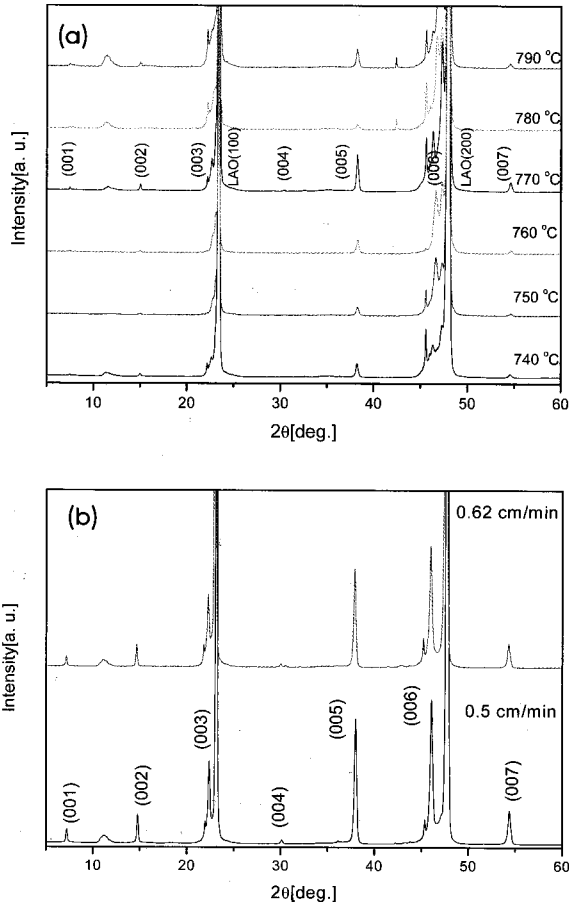 (a)
790 °C
780 °C
(001)
(002)
(003)
LAO(100)
(004)
(005)
(006)
LAO(200)
(007)
770 °C
760 °C
750 °C
740 °C
Intensity[a. u.]
10 20 30 40 50 60
2θ[deg.]
(b)
0.62 cm/min
0.5 cm/min
(001)
(002)
(003)
(004)
(005)
(006)
(007)
Intensity[a. u.]
10 20 30 40 50 60
2θ[deg.]